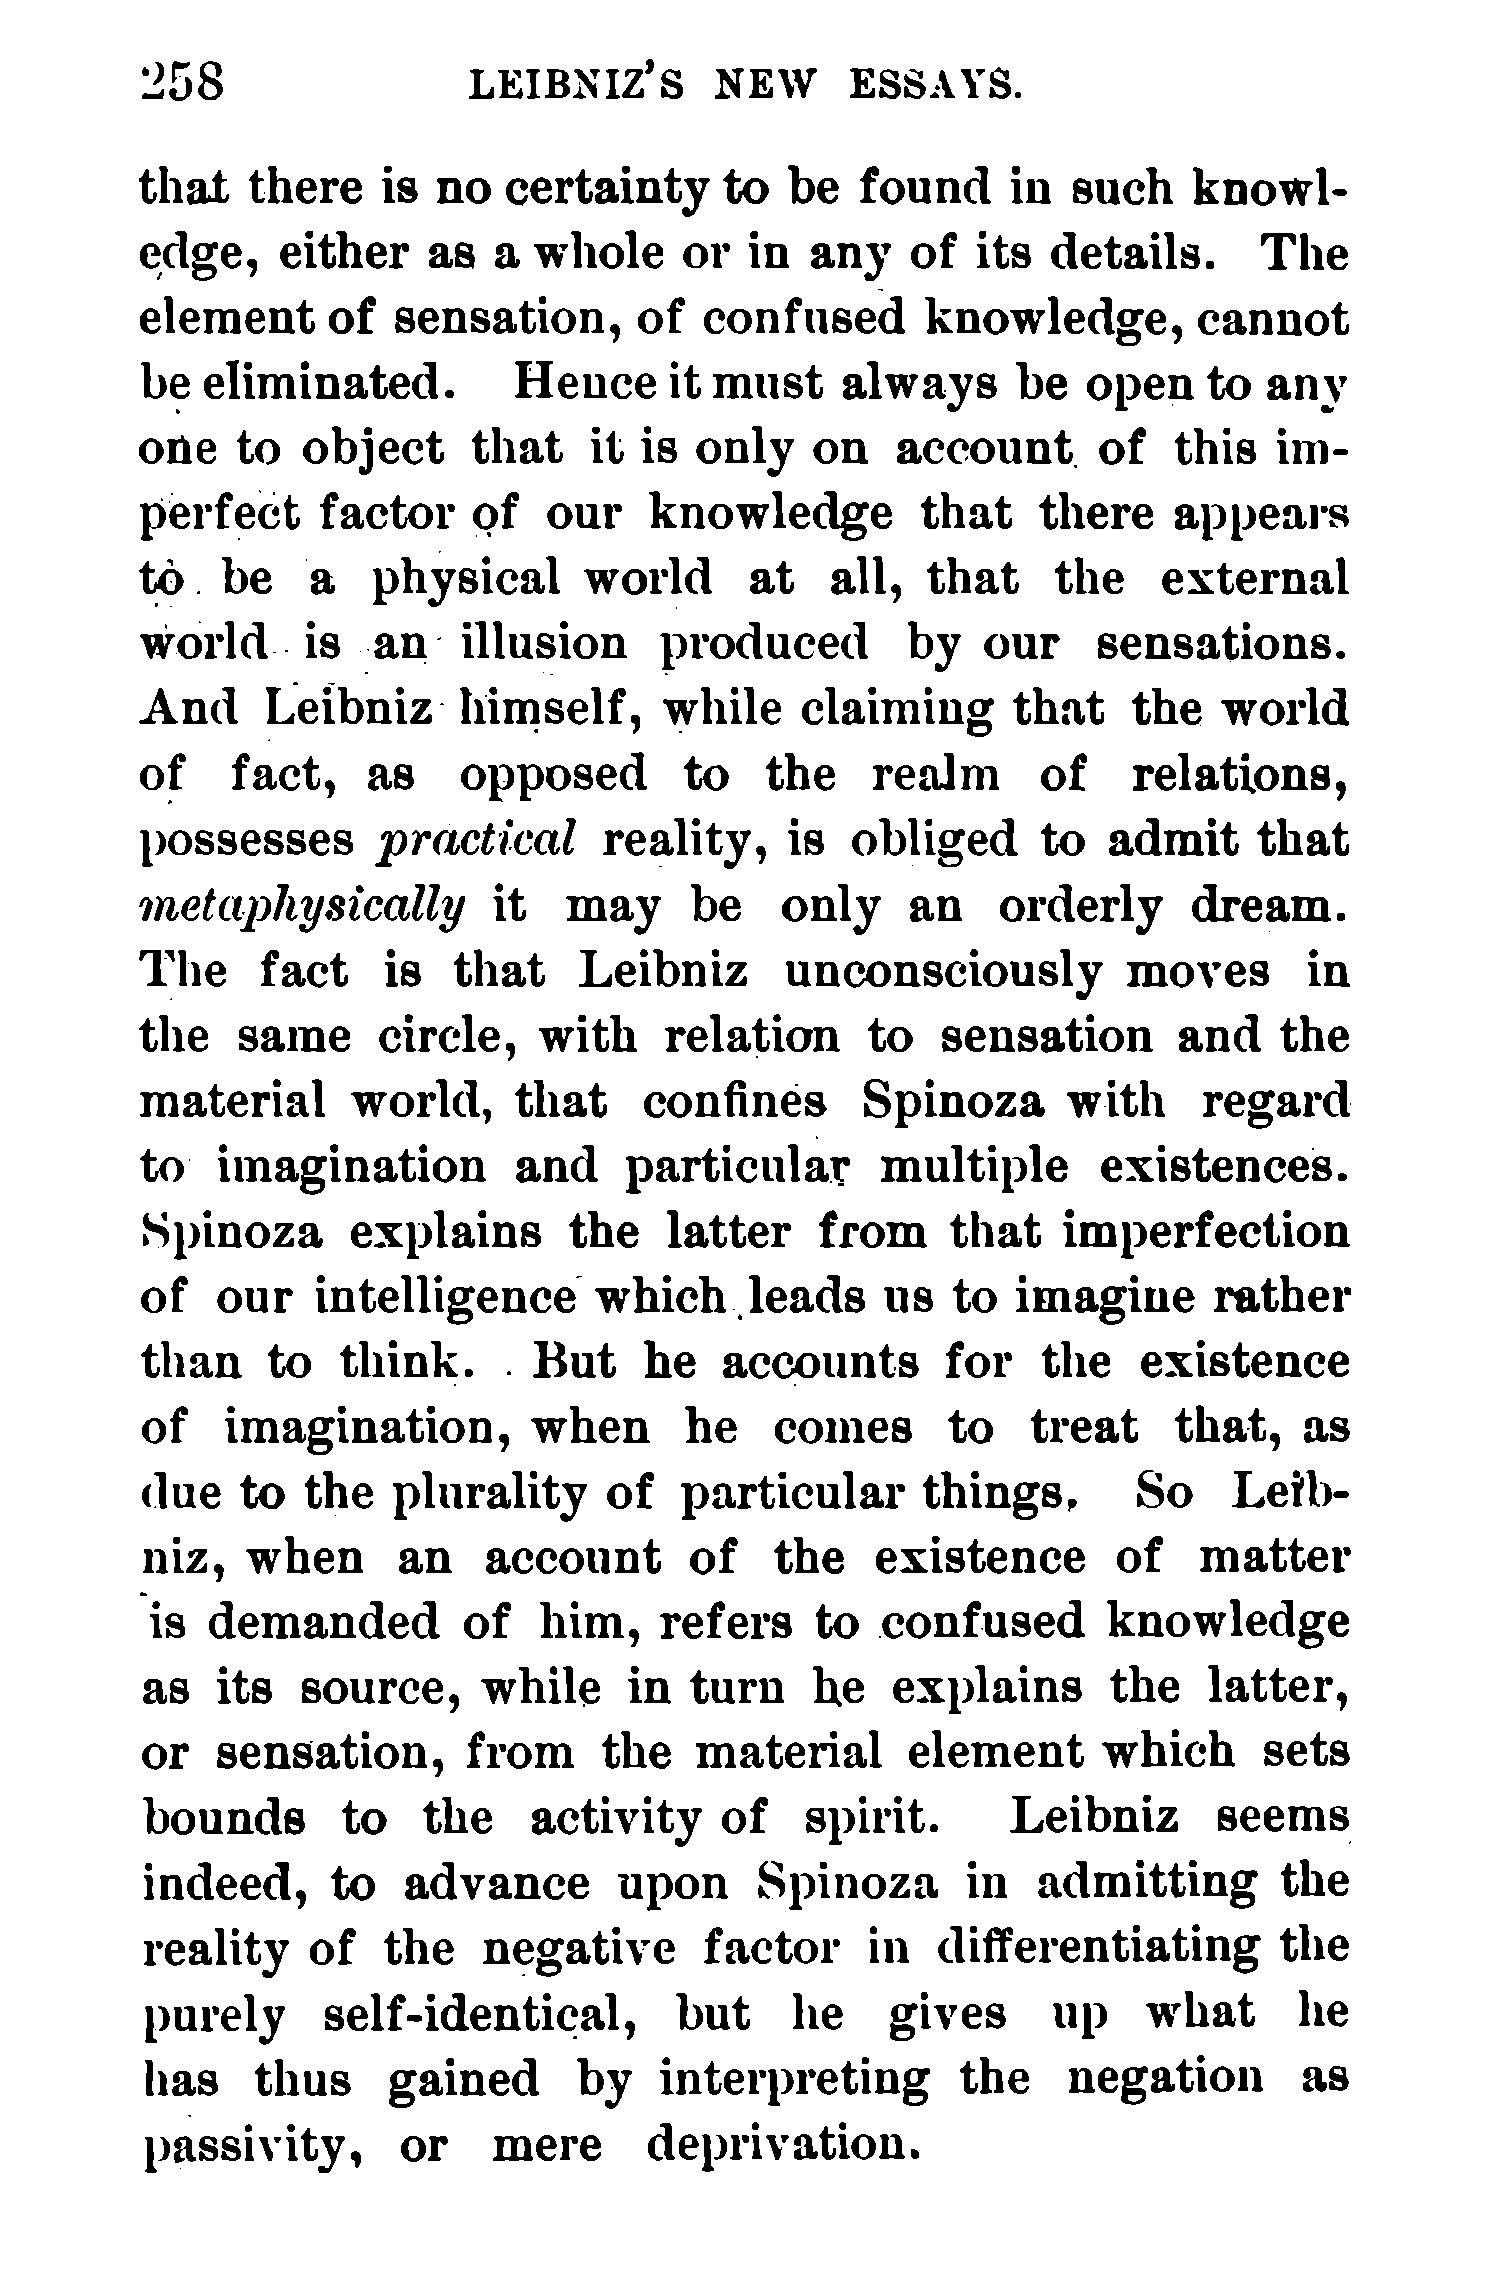 258 LEIBNIZ'S NEW ESSAYS.
that there is no certainty to be found in such knowl-
edge, either as a whole or in any of its details. The
element of sensation, of confused knowledge, cannot
be eliminated. Hence it must always be open to any
one to object that it is only on account of this im-
perfect factor of our knowledge that there appears
to be a physical world at all, that the external
world is an illusion produced by our sensations.
And Leibniz himself, while claiming that the world
of fact, as opposed to the realm of relations,
possesses practical reality, is obliged to admit that
metaphysically it may be only an orderly dream.
The fact is that Leibniz unconsciously moves in
the same circle, with relation to sensation and the
material world, that confines Spinoza with regard
to imagination and particular multiple existences.
Spinoza explains the latter from that imperfection
of our intelligence which leads us to imagine rather
than to think. But he accounts for the existence
of imagination, when he comes to treat that, as
due to the plurality of particular things. So Leib-
niz, when an account of the existence of matter
is demanded of him, refers to confused knowledge
as its source, while in turn he explains the latter,
or sensation, from the material element which sets
bounds to the activity of spirit. Leibniz seems
indeed, to advance upon Spinoza in admitting the
reality of the negative factor in differentiating the
purely self-identical, but he gives up what he
has thus gained by interpreting the negation as
passivity, or mere deprivation.